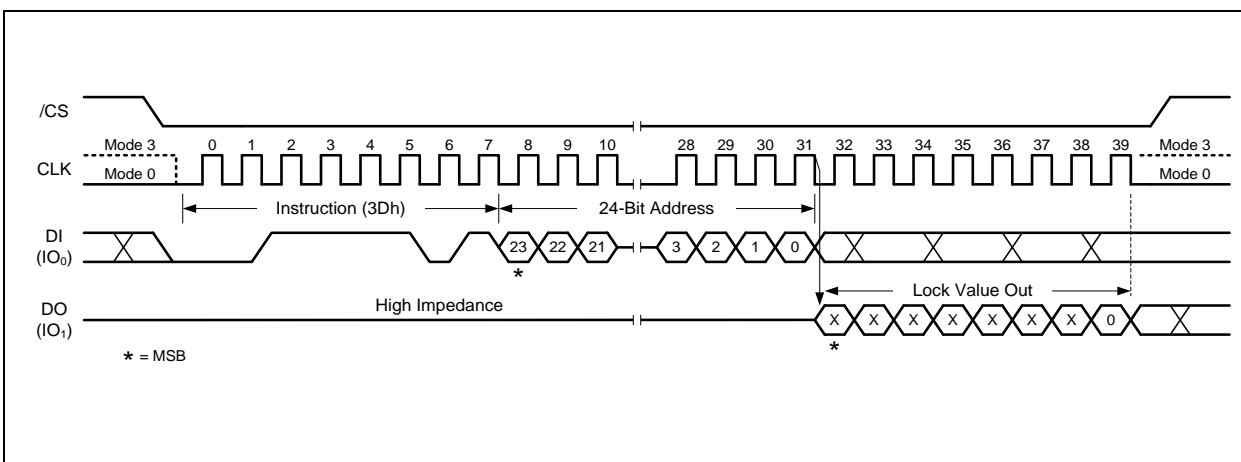 /CS
Mode 3 0 1 2 3 4 5 6 7 8 9 10 28 29 30 31 32 33 34 35 36 37 38 39 Mode 3
CLK Mode 0 Mode 0
Instruction (3Dh) 24-Bit Address
DI 23 22 21 3 2 1 0
(IO₀)
*
Lock Value Out
High Impedance
DO X X X X X X X 0
(IO₁)
*
* = MSB